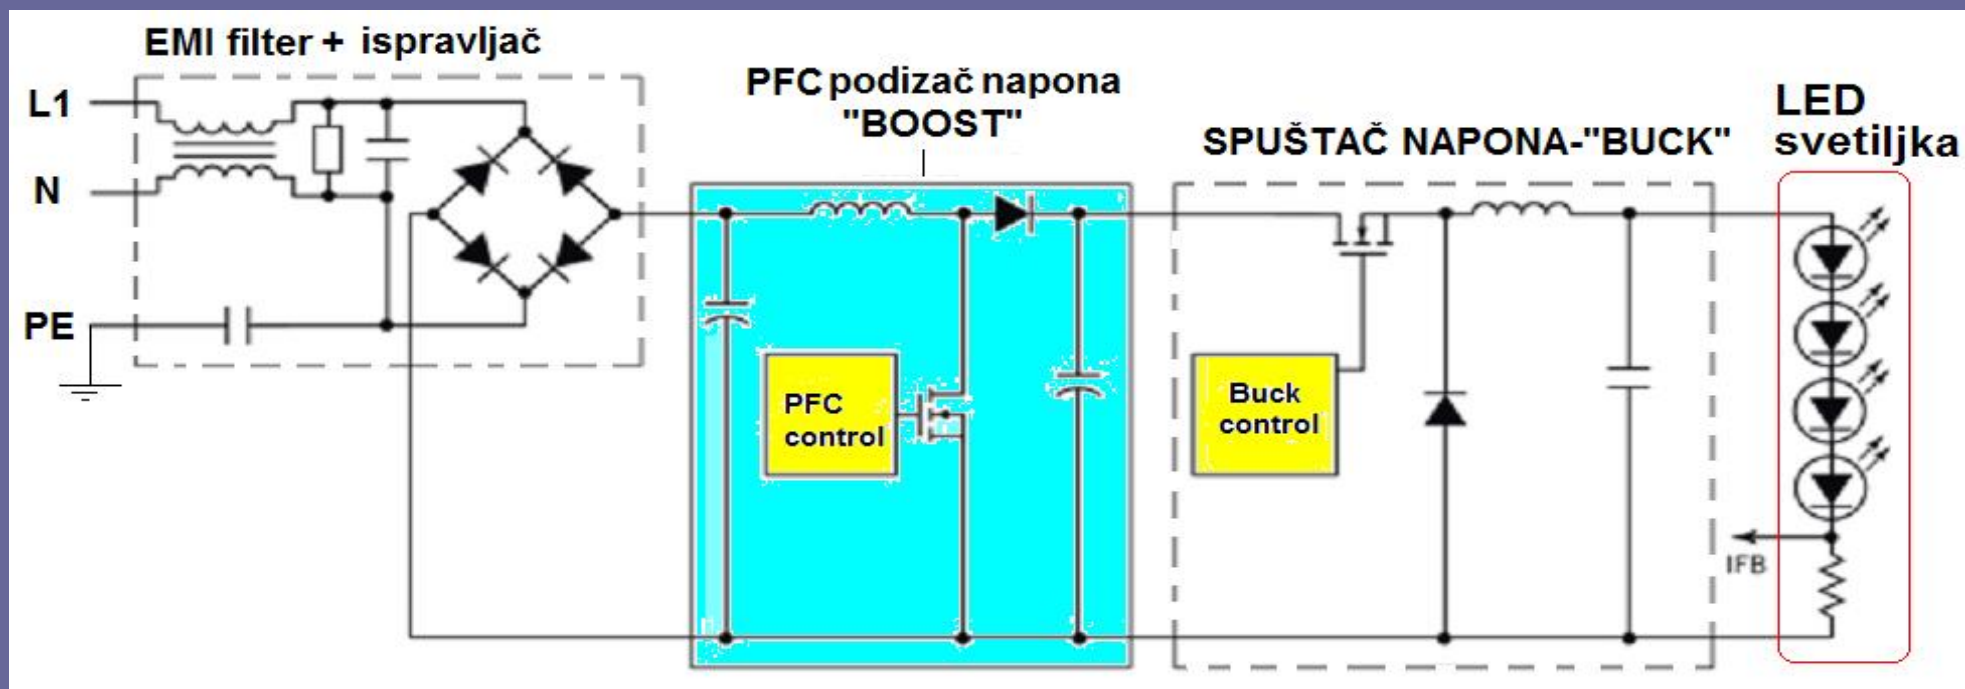 EMI filter + ispravljač
L1
N
PE
PFC podizač napona
"BOOST"
PFC
control
SPUŠTAČ NAPONA-"BUCK"
Buck
control
LED
svetiljka
IFB